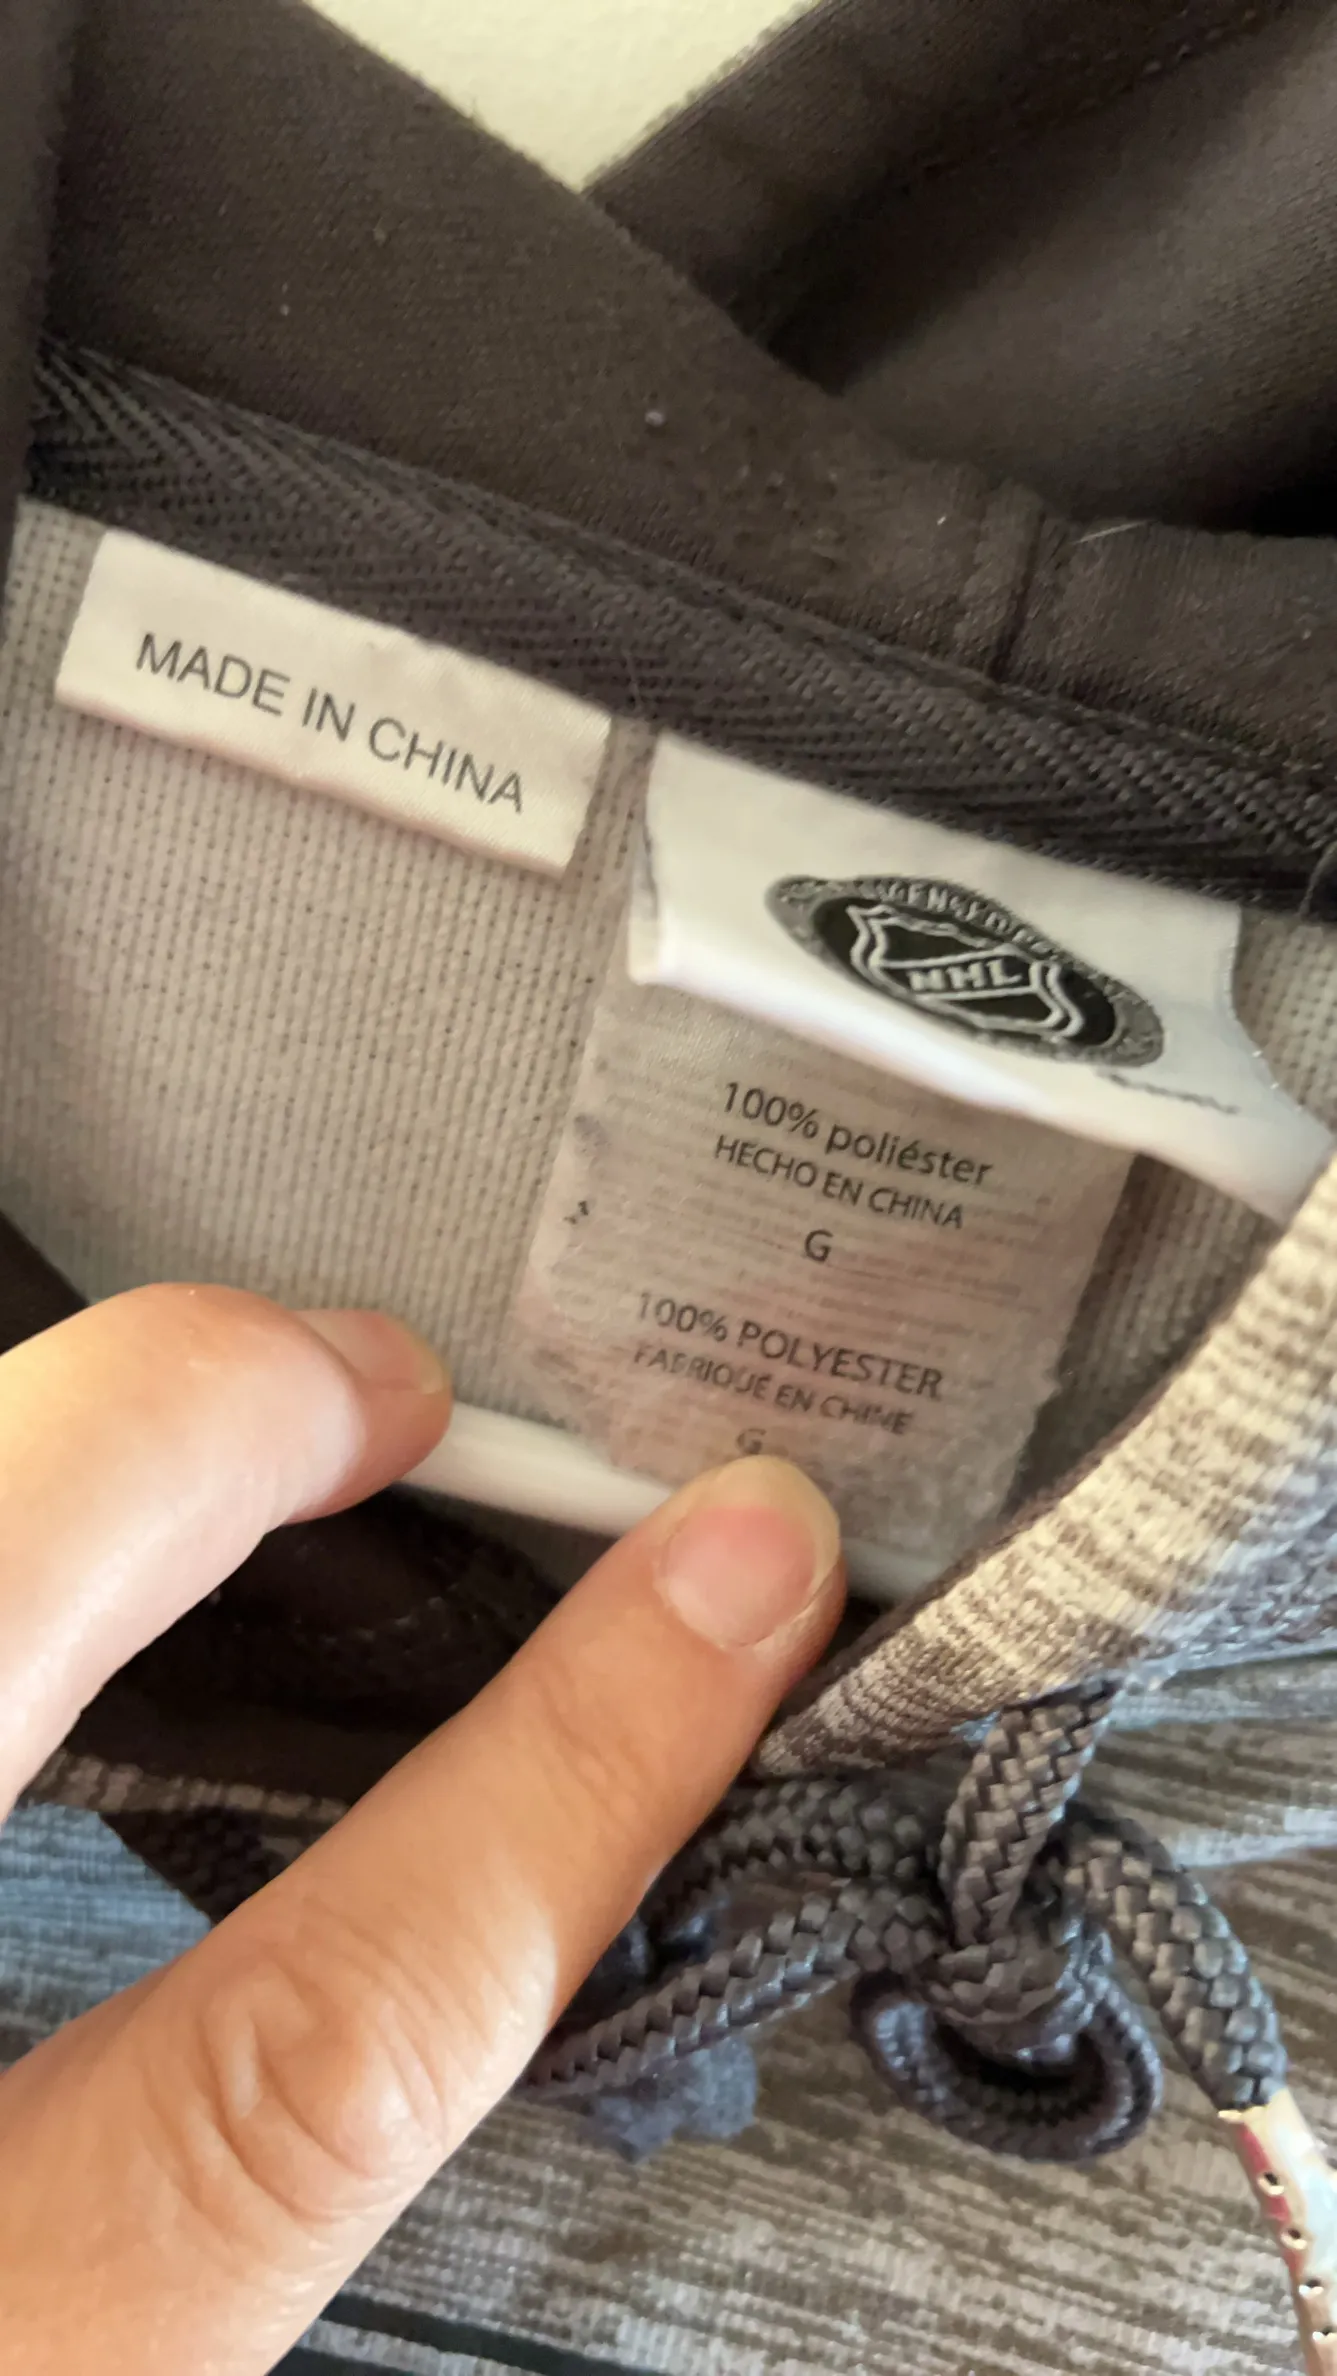 MADE IN CHINA
NHL
100% poliéster
HECHO EN CHINA
G
100% POLYESTER
FABRIQUÉ EN CHINE
G